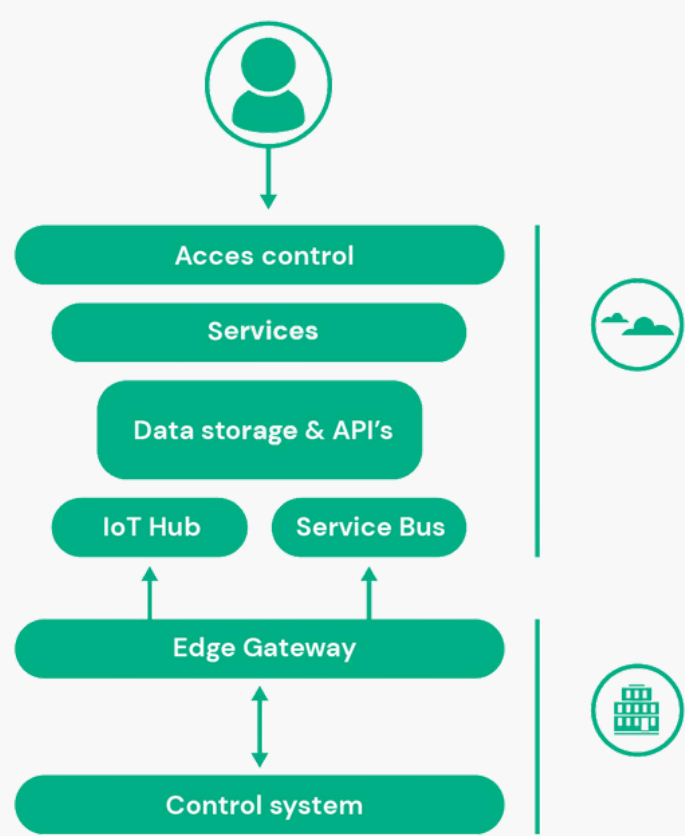 Acces control
Services
Data storage & API’s
IoT Hub
Service Bus
Edge Gateway
Control system